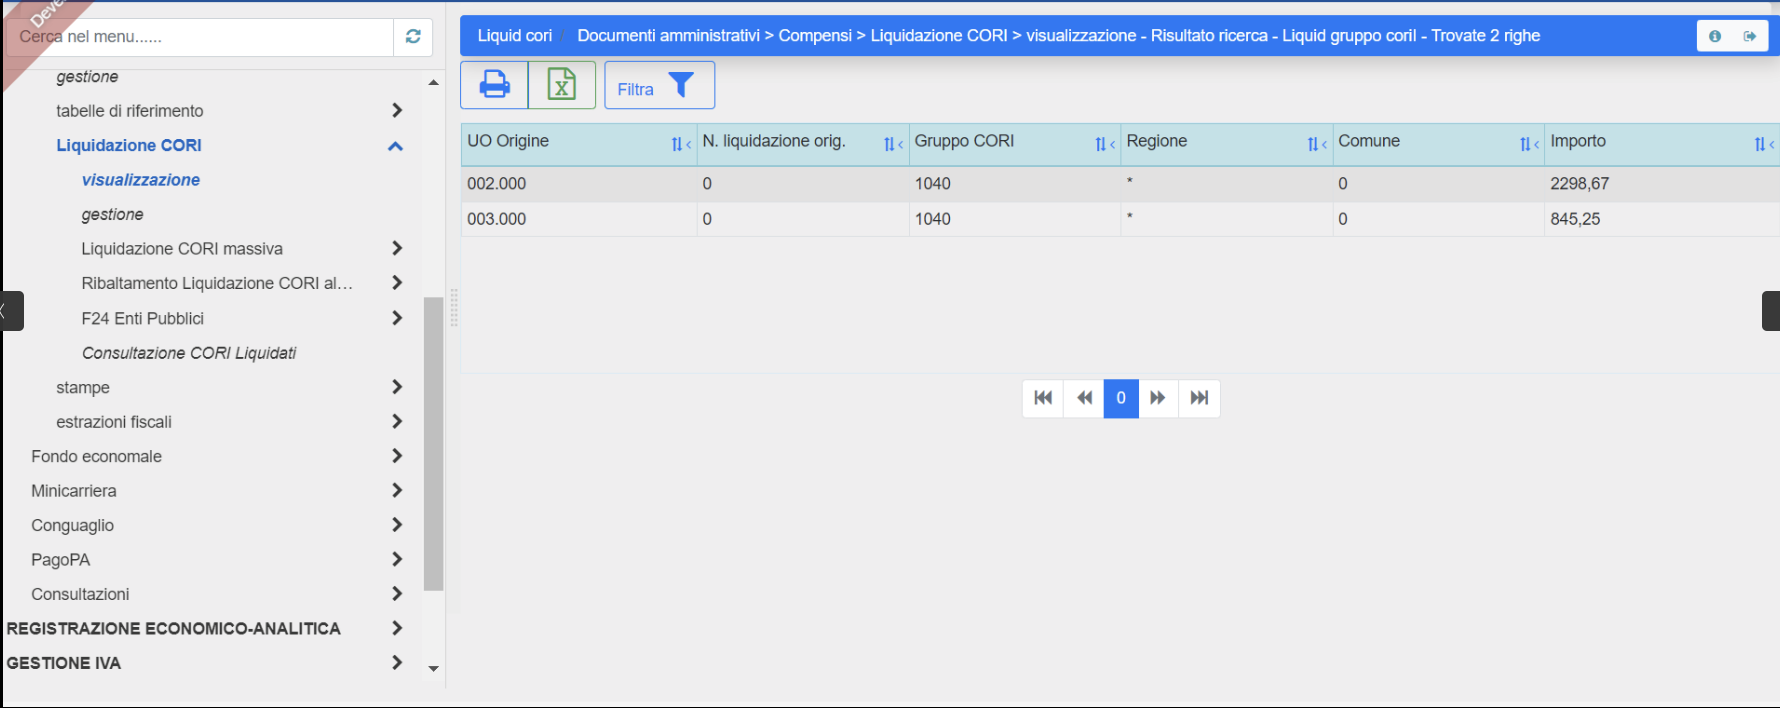 Deve
Cerca nel menu......
Liquid cori / Documenti amministrativi > Compensi > Liquidazione CORI > visualizzazione - Risultato ricerca - Liquid gruppo coriI - Trovate 2 righe
gestione
tabelle di riferimento
Liquidazione CORI
visualizzazione
gestione
Liquidazione CORI massiva
Ribaltamento Liquidazione CORI al...
F24 Enti Pubblici
Consultazione CORI Liquidati
stampe
estrazioni fiscali
Fondo economale
Minicarriera
Conguaglio
PagoPA
Consultazioni
REGISTRAZIONE ECONOMICO-ANALITICA
GESTIONE IVA
Filtra
UO Origine N. liquidazione orig. Gruppo CORI Regione Comune Importo
002.000 0 1040 * 0 2298,67
003.000 0 1040 * 0 845,25
0